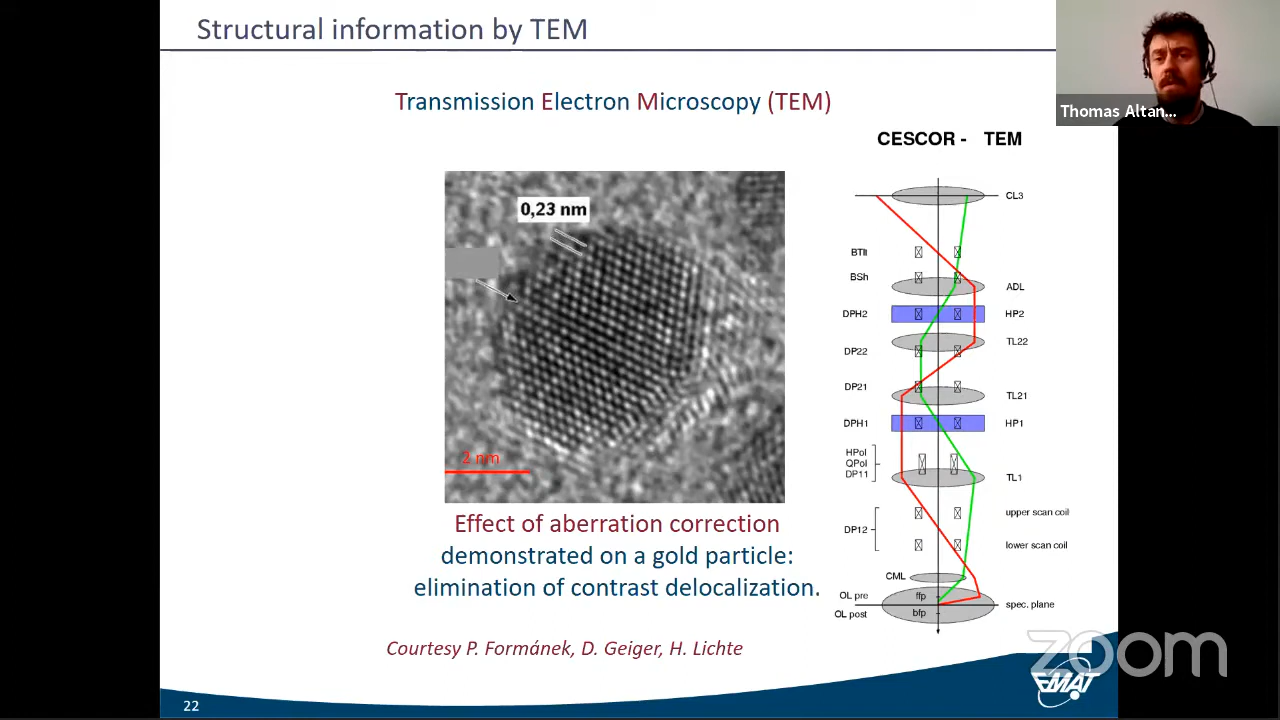 Structural information by TEM
Thomas Altan...
Transmission Electron Microscopy (TEM)
CESCOR - TEM
0,23 nm
2 nm
CL3
BTlt
BSh
ADL
DPH2
HP2
TL22
DP22
DP21
TL21
DPH1
HP1
HPol
QPol
DP11
TL1
upper scan coil
DP12
lower scan coil
CML
OL pre
ffp
spec. plane
OL post
bfp
Effect of aberration correction
demonstrated on a gold particle:
elimination of contrast delocalization.
Courtesy P. Formánek, D. Geiger, H. Lichte
zoom
EMAT
22